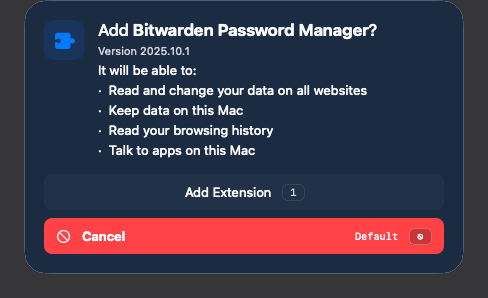 Add Bitwarden Password Manager?
Version 2025.10.1
It will be able to:
· Read and change your data on all websites
· Keep data on this Mac
· Read your browsing history
· Talk to apps on this Mac
Add Extension 1
Cancel Default